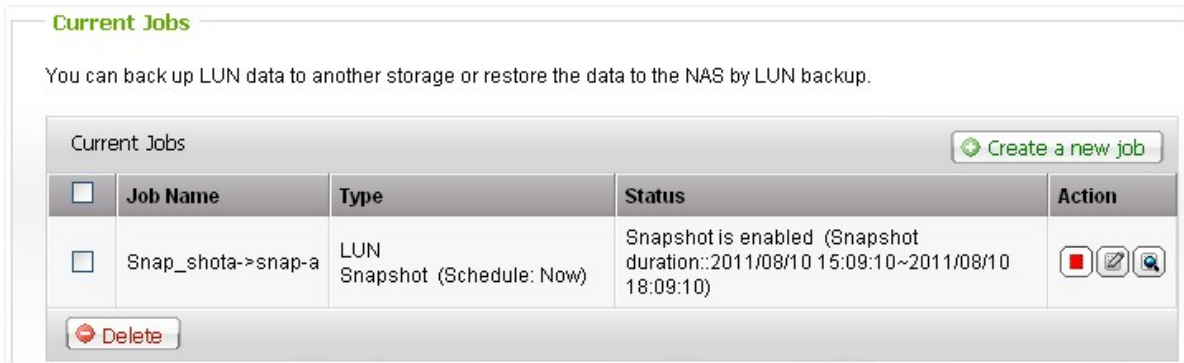 Current Jobs
You can back up LUN data to another storage or restore the data to the NAS by LUN backup.
Current Jobs
Create a new job
Job Name Type Status Action
Snap_shota->snap-a
LUN
Snapshot (Schedule: Now)
Snapshot is enabled (Snapshot
duration::2011/08/10 15:09:10~2011/08/10
18:09:10)
Delete